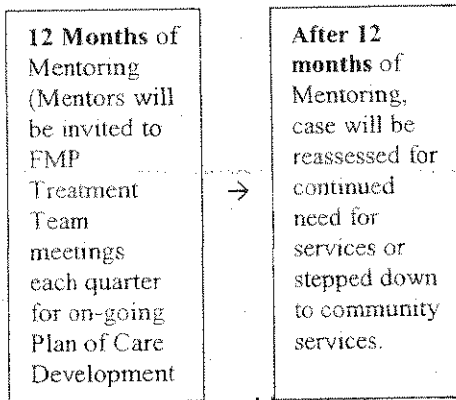 12 Months of
Mentoring
(Mentors will
be invited to
FMP
Treatment
Team
meetings
each quarter
for on-going
Plan of Care
Development
→
After 12
months of
Mentoring,
case will be
reassessed for
continued
need for
services or
stepped down
to community
services.